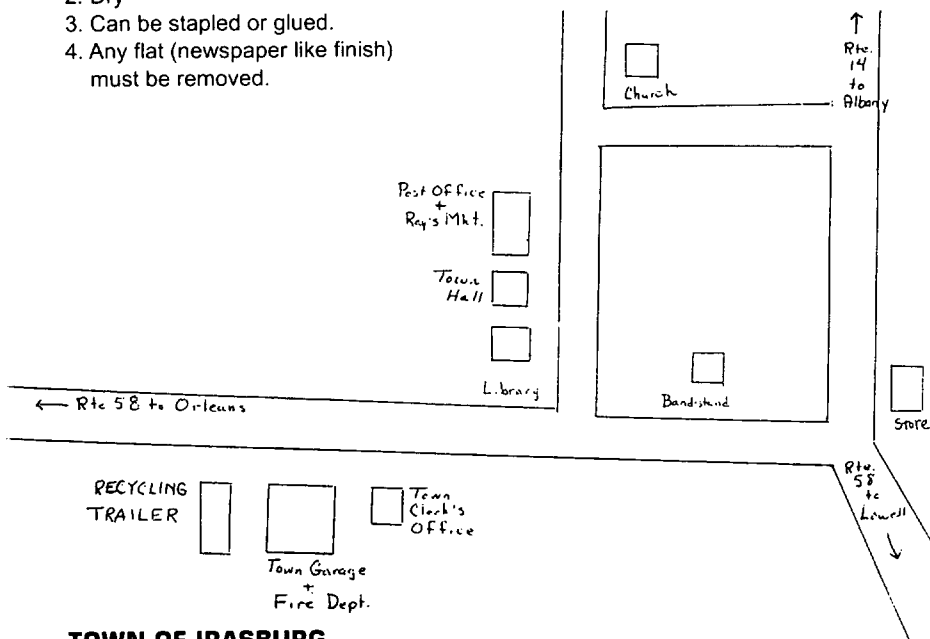 2. Dry
3. Can be stapled or glued.
4. Any flat (newspaper like finish)
must be removed.
Church
↑
Rte.
14
to
Albany
Post Office
+
Ray's Mkt.
Town
Hall
Library
Band-stand
Store
← Rte 58 to Orleans
Rte.
58
to
Lowell
↓
RECYCLING
TRAILER
Town
Clerk's
Office
Town Garage
+
Fire Dept.
TOWN OF IRASBURG